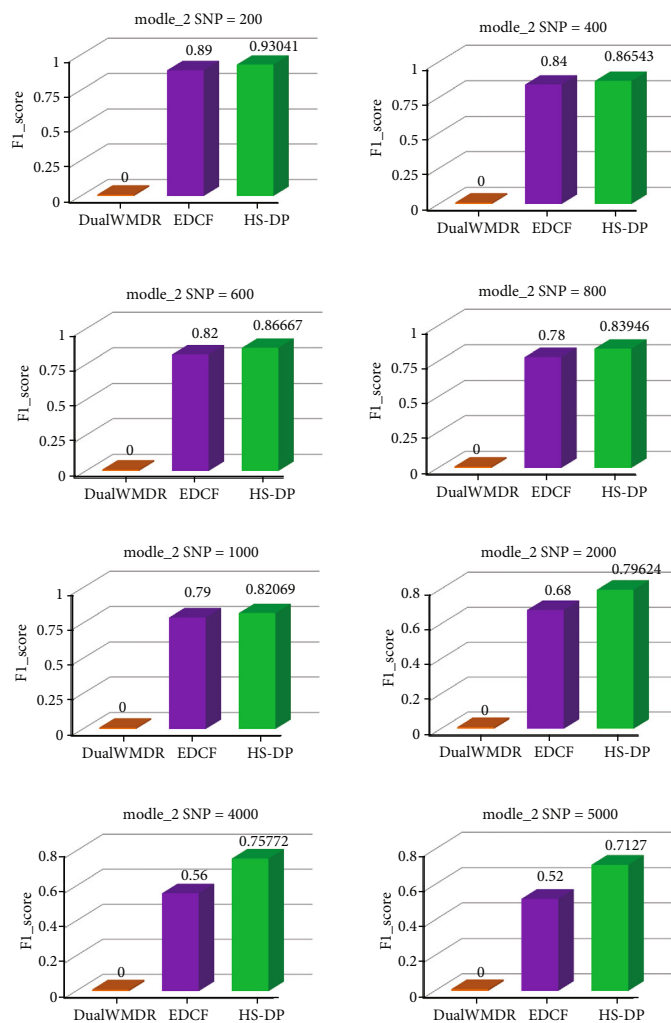 modle_2 SNP = 200
F1_score
1
0.75
0.5
0.25
0
0
0.89
0.93041
DualWMDR EDCF HS-DP
modle_2 SNP = 400
F1_score
1
0.75
0.5
0.25
0
0
0.84
0.86543
DualWMDR EDCF HS-DP
modle_2 SNP = 600
F1_score
1
0.75
0.5
0.25
0
0
0.82
0.86667
DualWMDR EDCF HS-DP
modle_2 SNP = 800
F1_score
1
0.75
0.5
0.25
0
0
0.78
0.83946
DualWMDR EDCF HS-DP
modle_2 SNP = 1000
F1_score
1
0.75
0.5
0.25
0
0
0.79
0.82069
DualWMDR EDCF HS-DP
modle_2 SNP = 2000
F1_score
0.8
0.6
0.4
0.2
0
0
0.68
0.79624
DualWMDR EDCF HS-DP
modle_2 SNP = 4000
F1_score
0.8
0.6
0.4
0.2
0
0
0.56
0.75772
DualWMDR EDCF HS-DP
modle_2 SNP = 5000
F1_score
0.8
0.6
0.4
0.2
0
0
0.52
0.7127
DualWMDR EDCF HS-DP